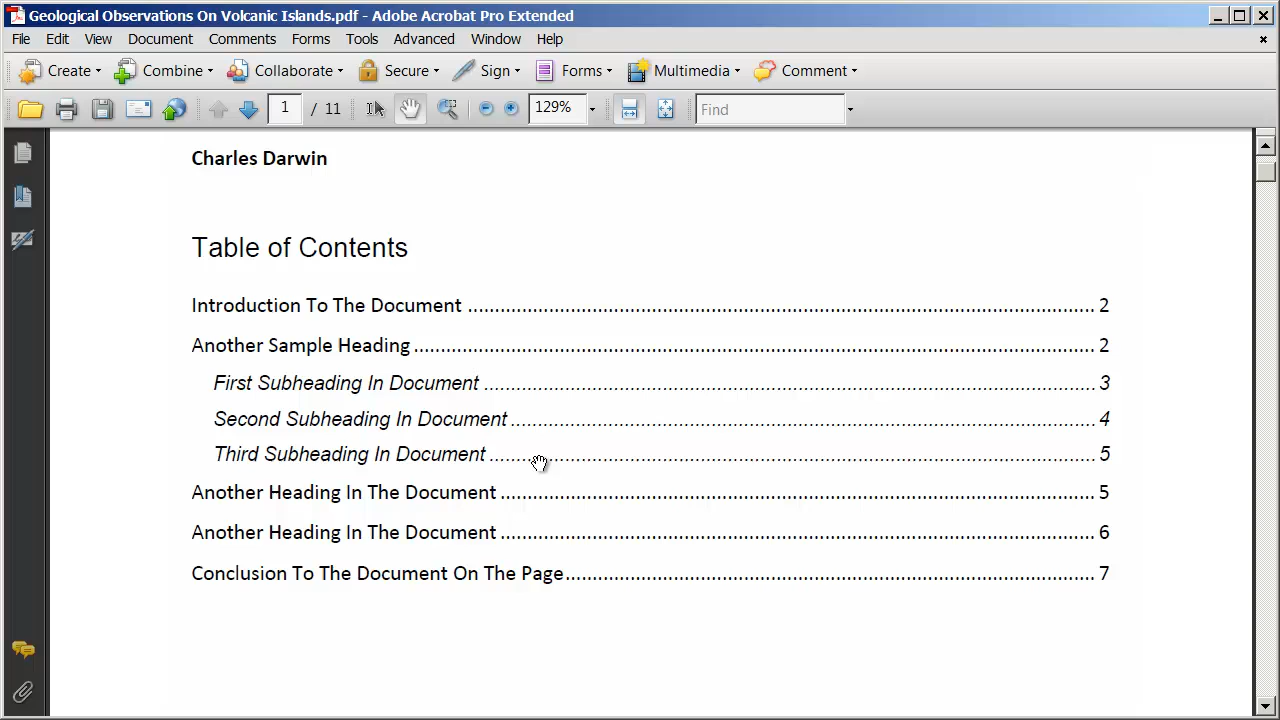 Geological Observations On Volcanic Islands.pdf - Adobe Acrobat Pro Extended
File Edit View Document Comments Forms Tools Advanced Window Help
Create Combine Collaborate Secure Sign Forms Multimedia Comment
1 / 11 129% Find
Charles Darwin
Table of Contents
Introduction To The Document ........................................ 2
Another Sample Heading ........................................ 2
First Subheading In Document ........................................ 3
Second Subheading In Document ........................................ 4
Third Subheading In Document ........................................ 5
Another Heading In The Document ........................................ 5
Another Heading In The Document ........................................ 6
Conclusion To The Document On The Page ........................................ 7